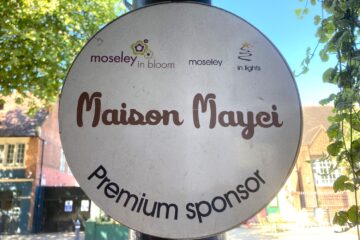 moseley in bloom
moseley in lights
Maison Mayci
Premium sponsor